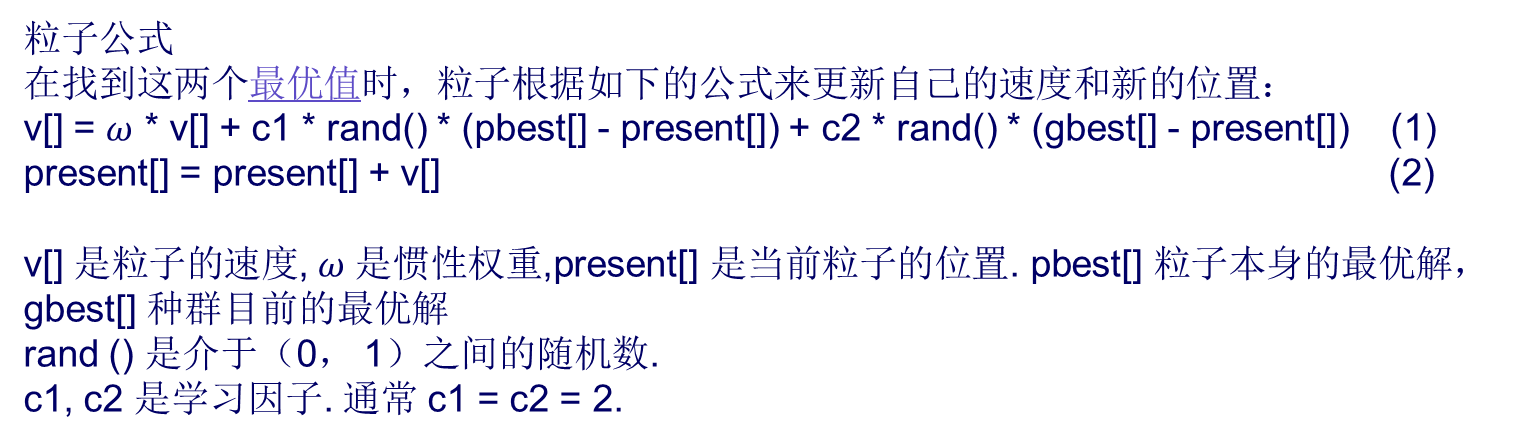 粒子公式
在找到这两个最优值时，粒子根据如下的公式来更新自己的速度和新的位置：
v[] = ω * v[] + c1 * rand() * (pbest[] - present[]) + c2 * rand() * (gbest[] - present[]) (1)
present[] = present[] + v[] (2)
v[] 是粒子的速度, ω 是惯性权重,present[] 是当前粒子的位置. pbest[] 粒子本身的最优解，
gbest[] 种群目前的最优解
rand () 是介于（0， 1）之间的随机数.
c1, c2 是学习因子. 通常 c1 = c2 = 2.